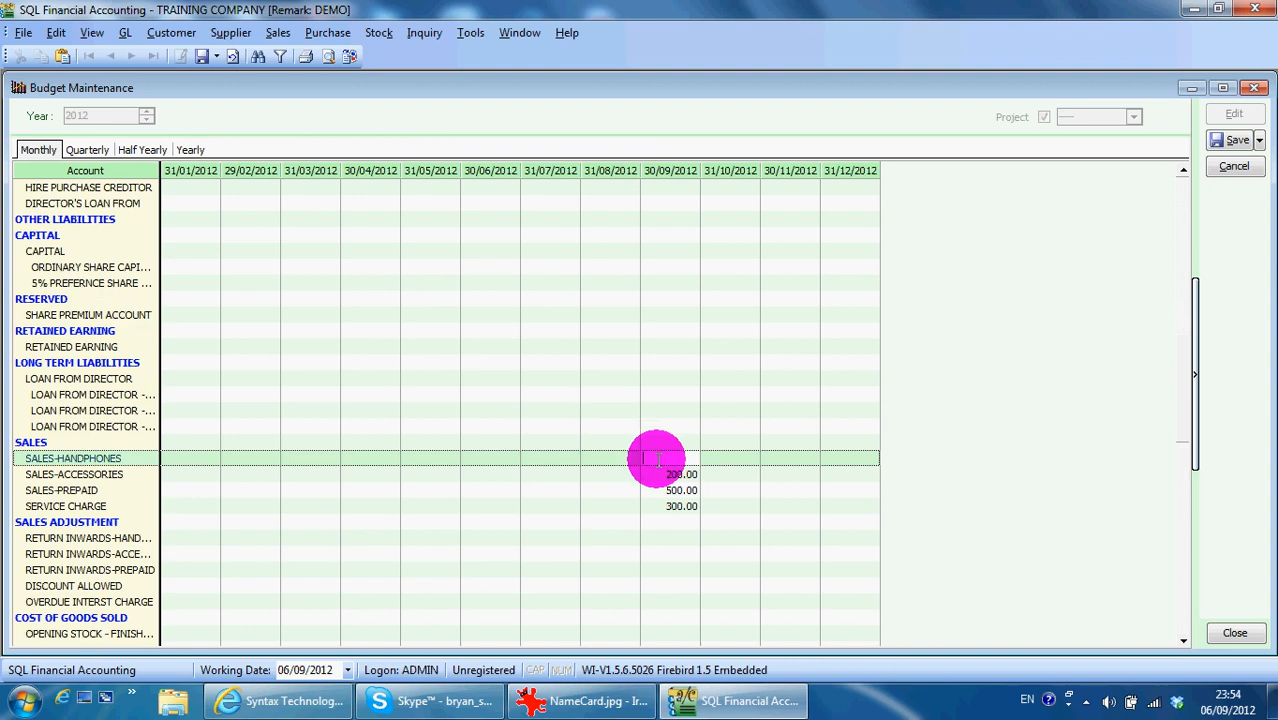 SQL Financial Accounting - TRAINING COMPANY [Remark: DEMO]
File Edit View GL Customer Supplier Sales Purchase Stock Inquiry Tools Window Help
Budget Maintenance
Year : 2012 Project Edit
Save
Cancel
Monthly Quarterly Half Yearly Yearly
Account 31/01/2012 29/02/2012 31/03/2012 30/04/2012 31/05/2012 30/06/2012 31/07/2012 31/08/2012 30/09/2012 31/10/2012 30/11/2012 31/12/2012
HIRE PURCHASE CREDITOR
DIRECTOR'S LOAN FROM
OTHER LIABILITIES
CAPITAL
CAPITAL
ORDINARY SHARE CAPI...
5% PREFERNCE SHARE ...
RESERVED
SHARE PREMIUM ACCOUNT
RETAINED EARNING
RETAINED EARNING
LONG TERM LIABILITIES
LOAN FROM DIRECTOR
LOAN FROM DIRECTOR -...
LOAN FROM DIRECTOR -...
LOAN FROM DIRECTOR -...
SALES
SALES-HANDPHONES
SALES-ACCESSORIES 200.00
SALES-PREPAID 500.00
SERVICE CHARGE 300.00
SALES ADJUSTMENT
RETURN INWARDS-HAND...
RETURN INWARDS-ACCE...
RETURN INWARDS-PREPAID
DISCOUNT ALLOWED
OVERDUE INTERST CHARGE
COST OF GOODS SOLD
OPENING STOCK - FINISH... Close
SQL Financial Accounting Working Date: 06/09/2012 Logon: ADMIN Unregistered CAP NUM WI-V1.5.6.5026 Firebird 1.5 Embedded
Syntax Technolog... Skype™ - bryan_s... NameCard.jpg - Ir... SQL Financial Acc... EN 23:54
06/09/2012